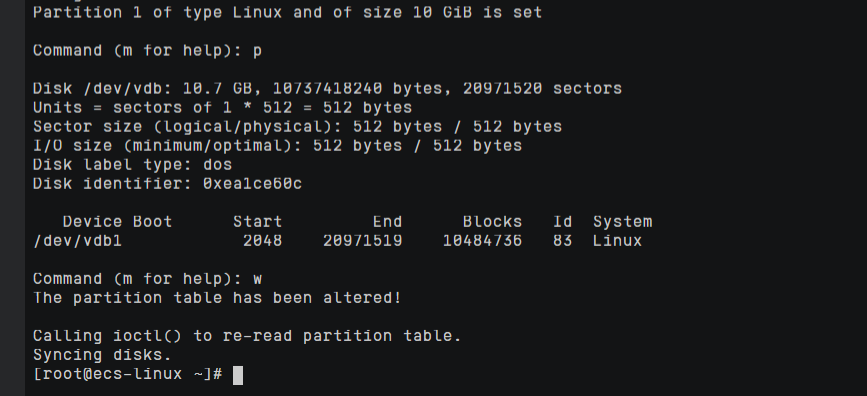 Partition 1 of type Linux and of size 10 GiB is set
Command (m for help): p
Disk /dev/vdb: 10.7 GB, 10737418240 bytes, 20971520 sectors
Units = sectors of 1 * 512 = 512 bytes
Sector size (logical/physical): 512 bytes / 512 bytes
I/O size (minimum/optimal): 512 bytes / 512 bytes
Disk label type: dos
Disk identifier: 0xea1ce60c
Device Boot Start End Blocks Id System
/dev/vdb1 2048 20971519 10484736 83 Linux
Command (m for help): w
The partition table has been altered!
Calling ioctl() to re-read partition table.
Syncing disks.
[root@ecs-linux ~]#